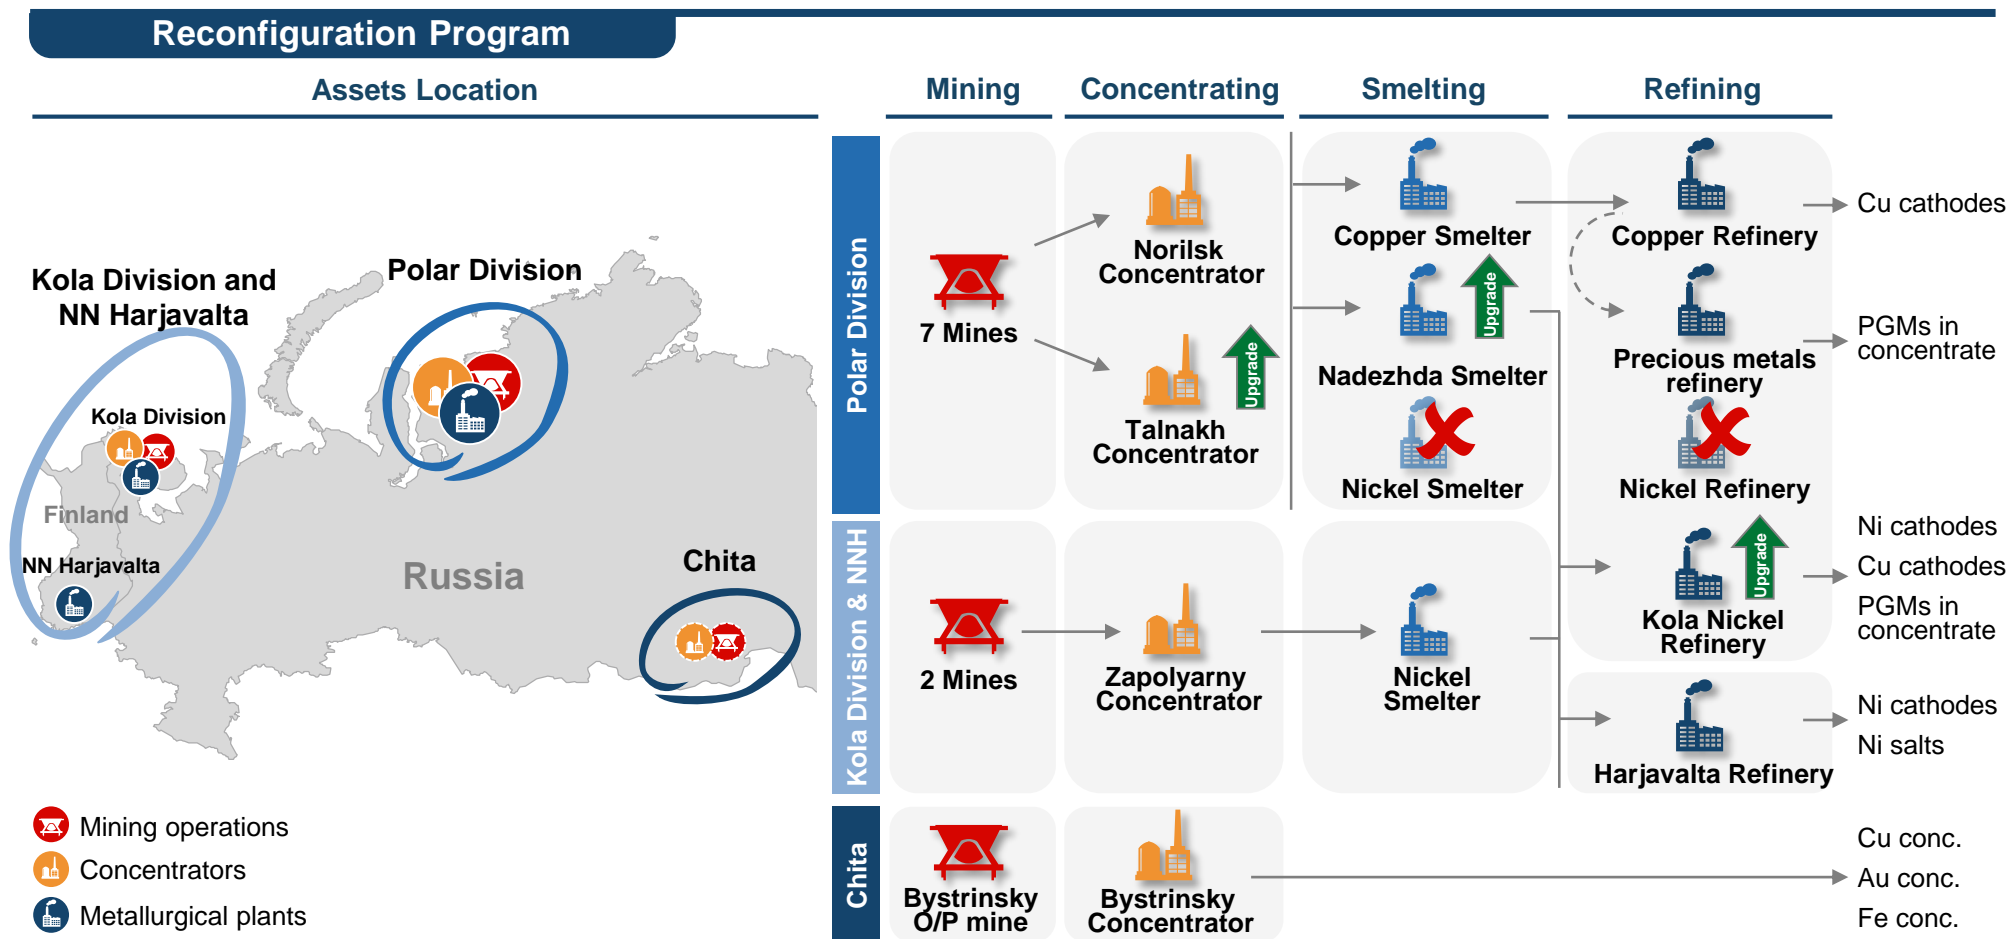 Reconfiguration Program
Assets Location
Mining
Concentrating
Smelting
Refining
Kola Division and
NN Harjavalta
Polar Division
Kola Division
Finland
NN Harjavalta
Russia
Chita
Mining operations
Concentrators
Metallurgical plants
Polar Division
7 Mines
Norilsk
Concentrator
Talnakh
Concentrator
Upgrade
Copper Smelter
Nadezhda Smelter
Upgrade
Nickel Smelter
Copper Refinery
Precious metals
refinery
Nickel Refinery
Cu cathodes
PGMs in
concentrate
Kola Division & NNH
2 Mines
Zapolyarny
Concentrator
Nickel
Smelter
Kola Nickel
Refinery
Upgrade
Harjavalta Refinery
Ni cathodes
Cu cathodes
PGMs in
concentrate
Ni cathodes
Ni salts
Chita
Bystrinsky
O/P mine
Bystrinsky
Concentrator
Cu conc.
Au conc.
Fe conc.